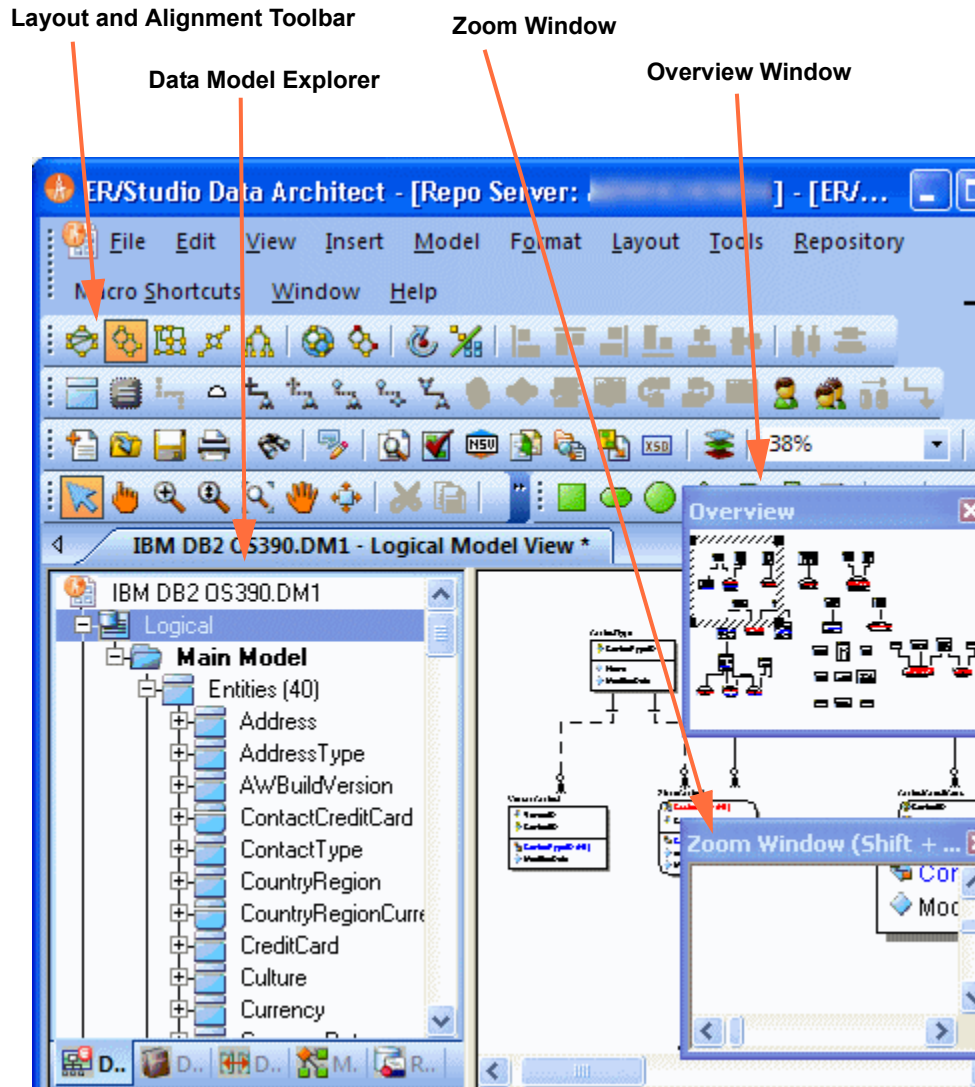 Layout and Alignment Toolbar
Zoom Window
Data Model Explorer
Overview Window
ER/Studio Data Architect - [Repo Server: ] - [ER/...
File Edit View Insert Model Format Layout Tools Repository
Macro Shortcuts Window Help
NSU
XSD
38%
Overview
IBM DB2 OS390.DM1 - Logical Model View *
IBM DB2 OS390.DM1
Logical
Main Model
Entities (40)
Address
AddressType
AWBuildVersion
ContactCreditCard
ContactType
CountryRegion
CountryRegionCurre
CreditCard
Culture
Currency
Zoom Window (Shift + ...
Cor
Moc
D.. D.. D.. M. R..